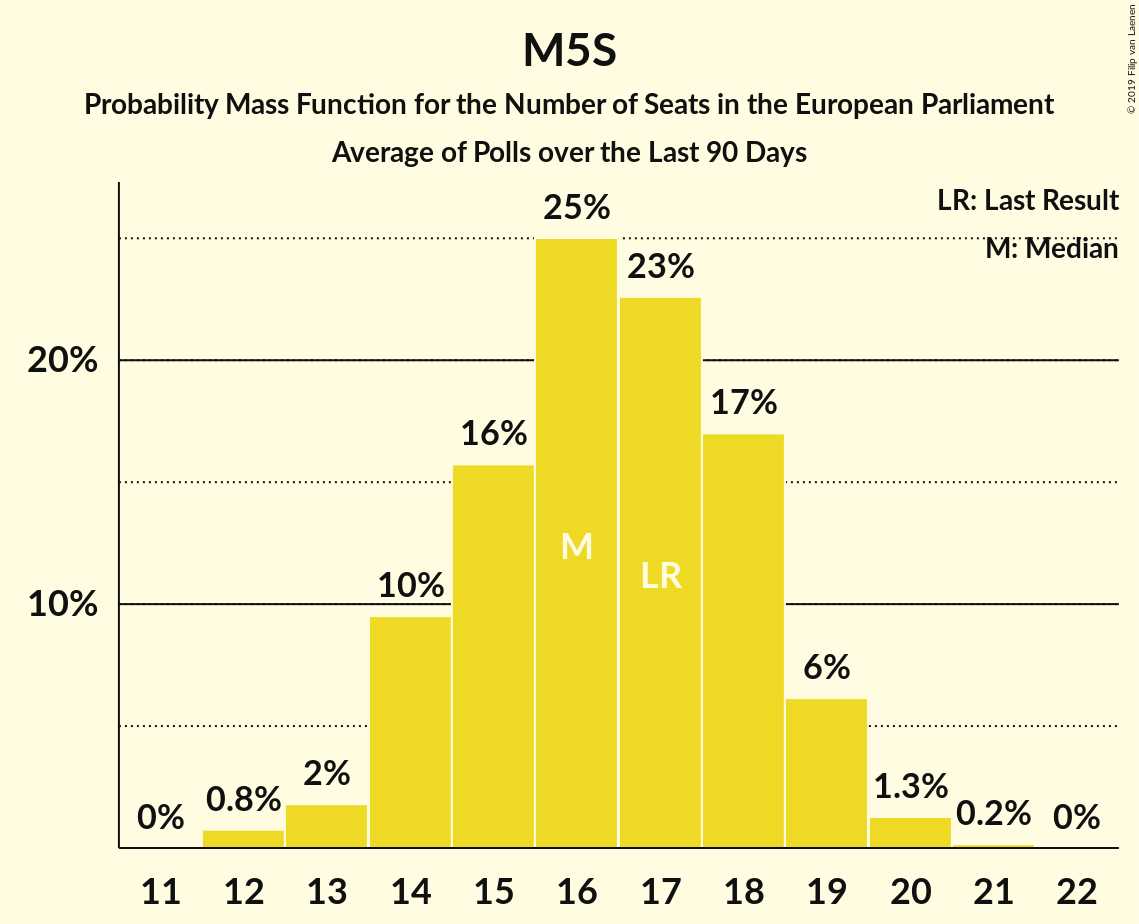 M5S
Probability Mass Function for the Number of Seats in the European Parliament
Average of Polls over the Last 90 Days
© 2019 Filip van Laenen
LR: Last Result
M: Median
25%
23%
20%
17%
16%
M
LR
10%
10%
6%
2%
1.3%
0.8%
0.2%
0%
0%
11 12 13 14 15 16 17 18 19 20 21 22